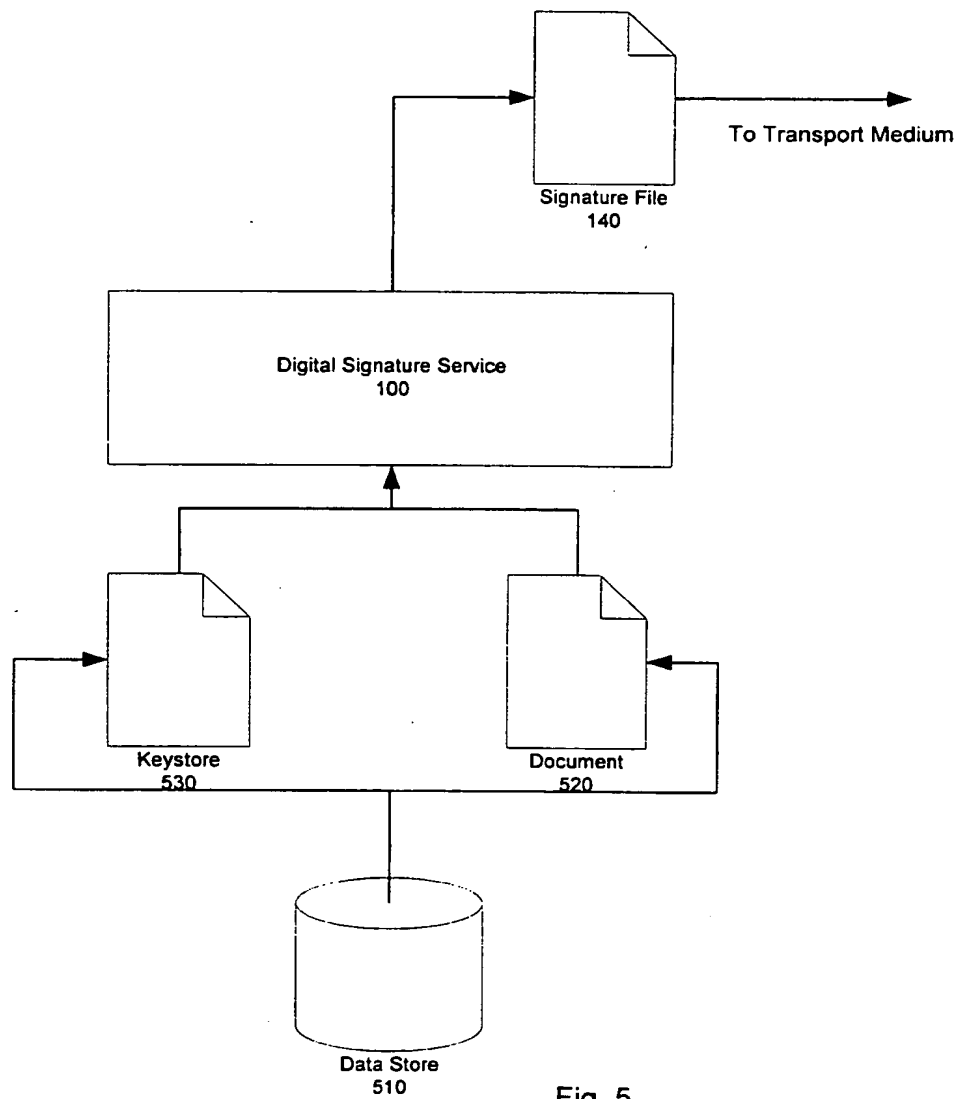 To Transport Medium
Signature File
140
Digital Signature Service
100
Keystore
530
Document
520
Data Store
510
Fig. 5